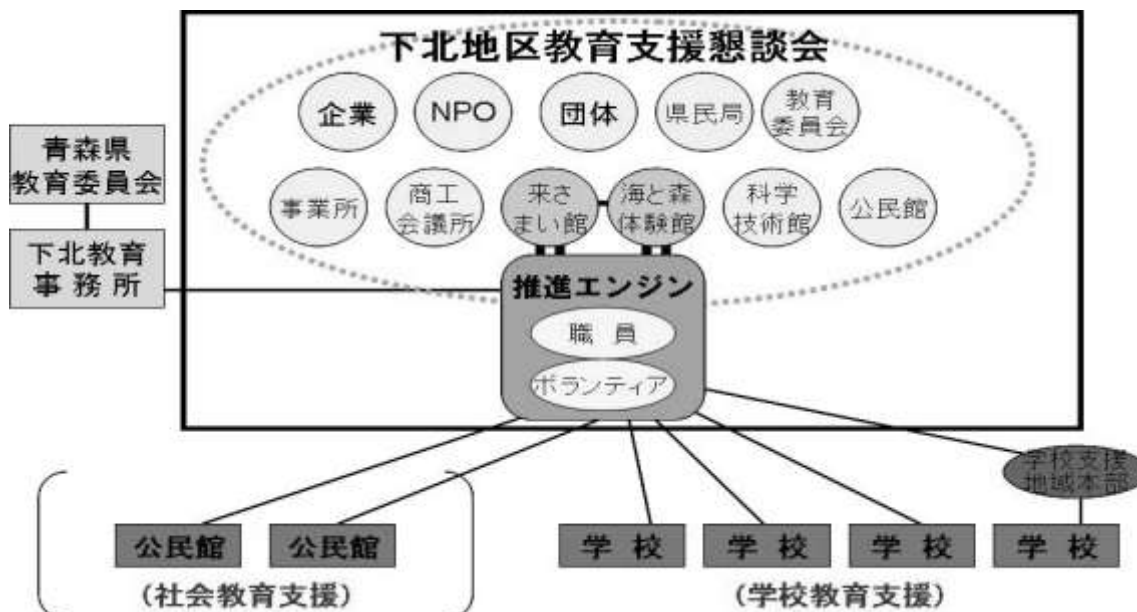 下北地区教育支援懇談会
企業
NPO
団体
県民局
教育
委員会
青森県
教育委員会
事業所
商工
会議所
来さ
まい館
海と森
体験館
科学
技術館
公民館
下北教育
事務所
推進エンジン
職員
ボランティア
学校支援
地域本部
公民館
公民館
学校
学校
学校
学校
(社会教育支援)
(学校教育支援)